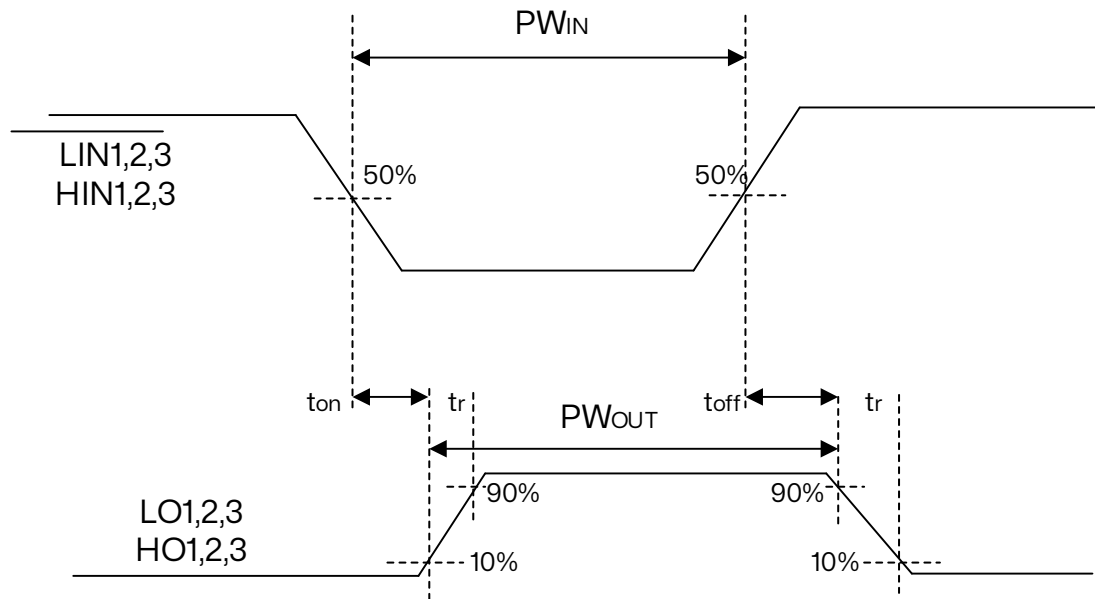 PWIN
LIN1,2,3
HIN1,2,3
50%
50%
ton
tr
toff
tr
PWOUT
LO1,2,3
HO1,2,3
90%
90%
10%
10%